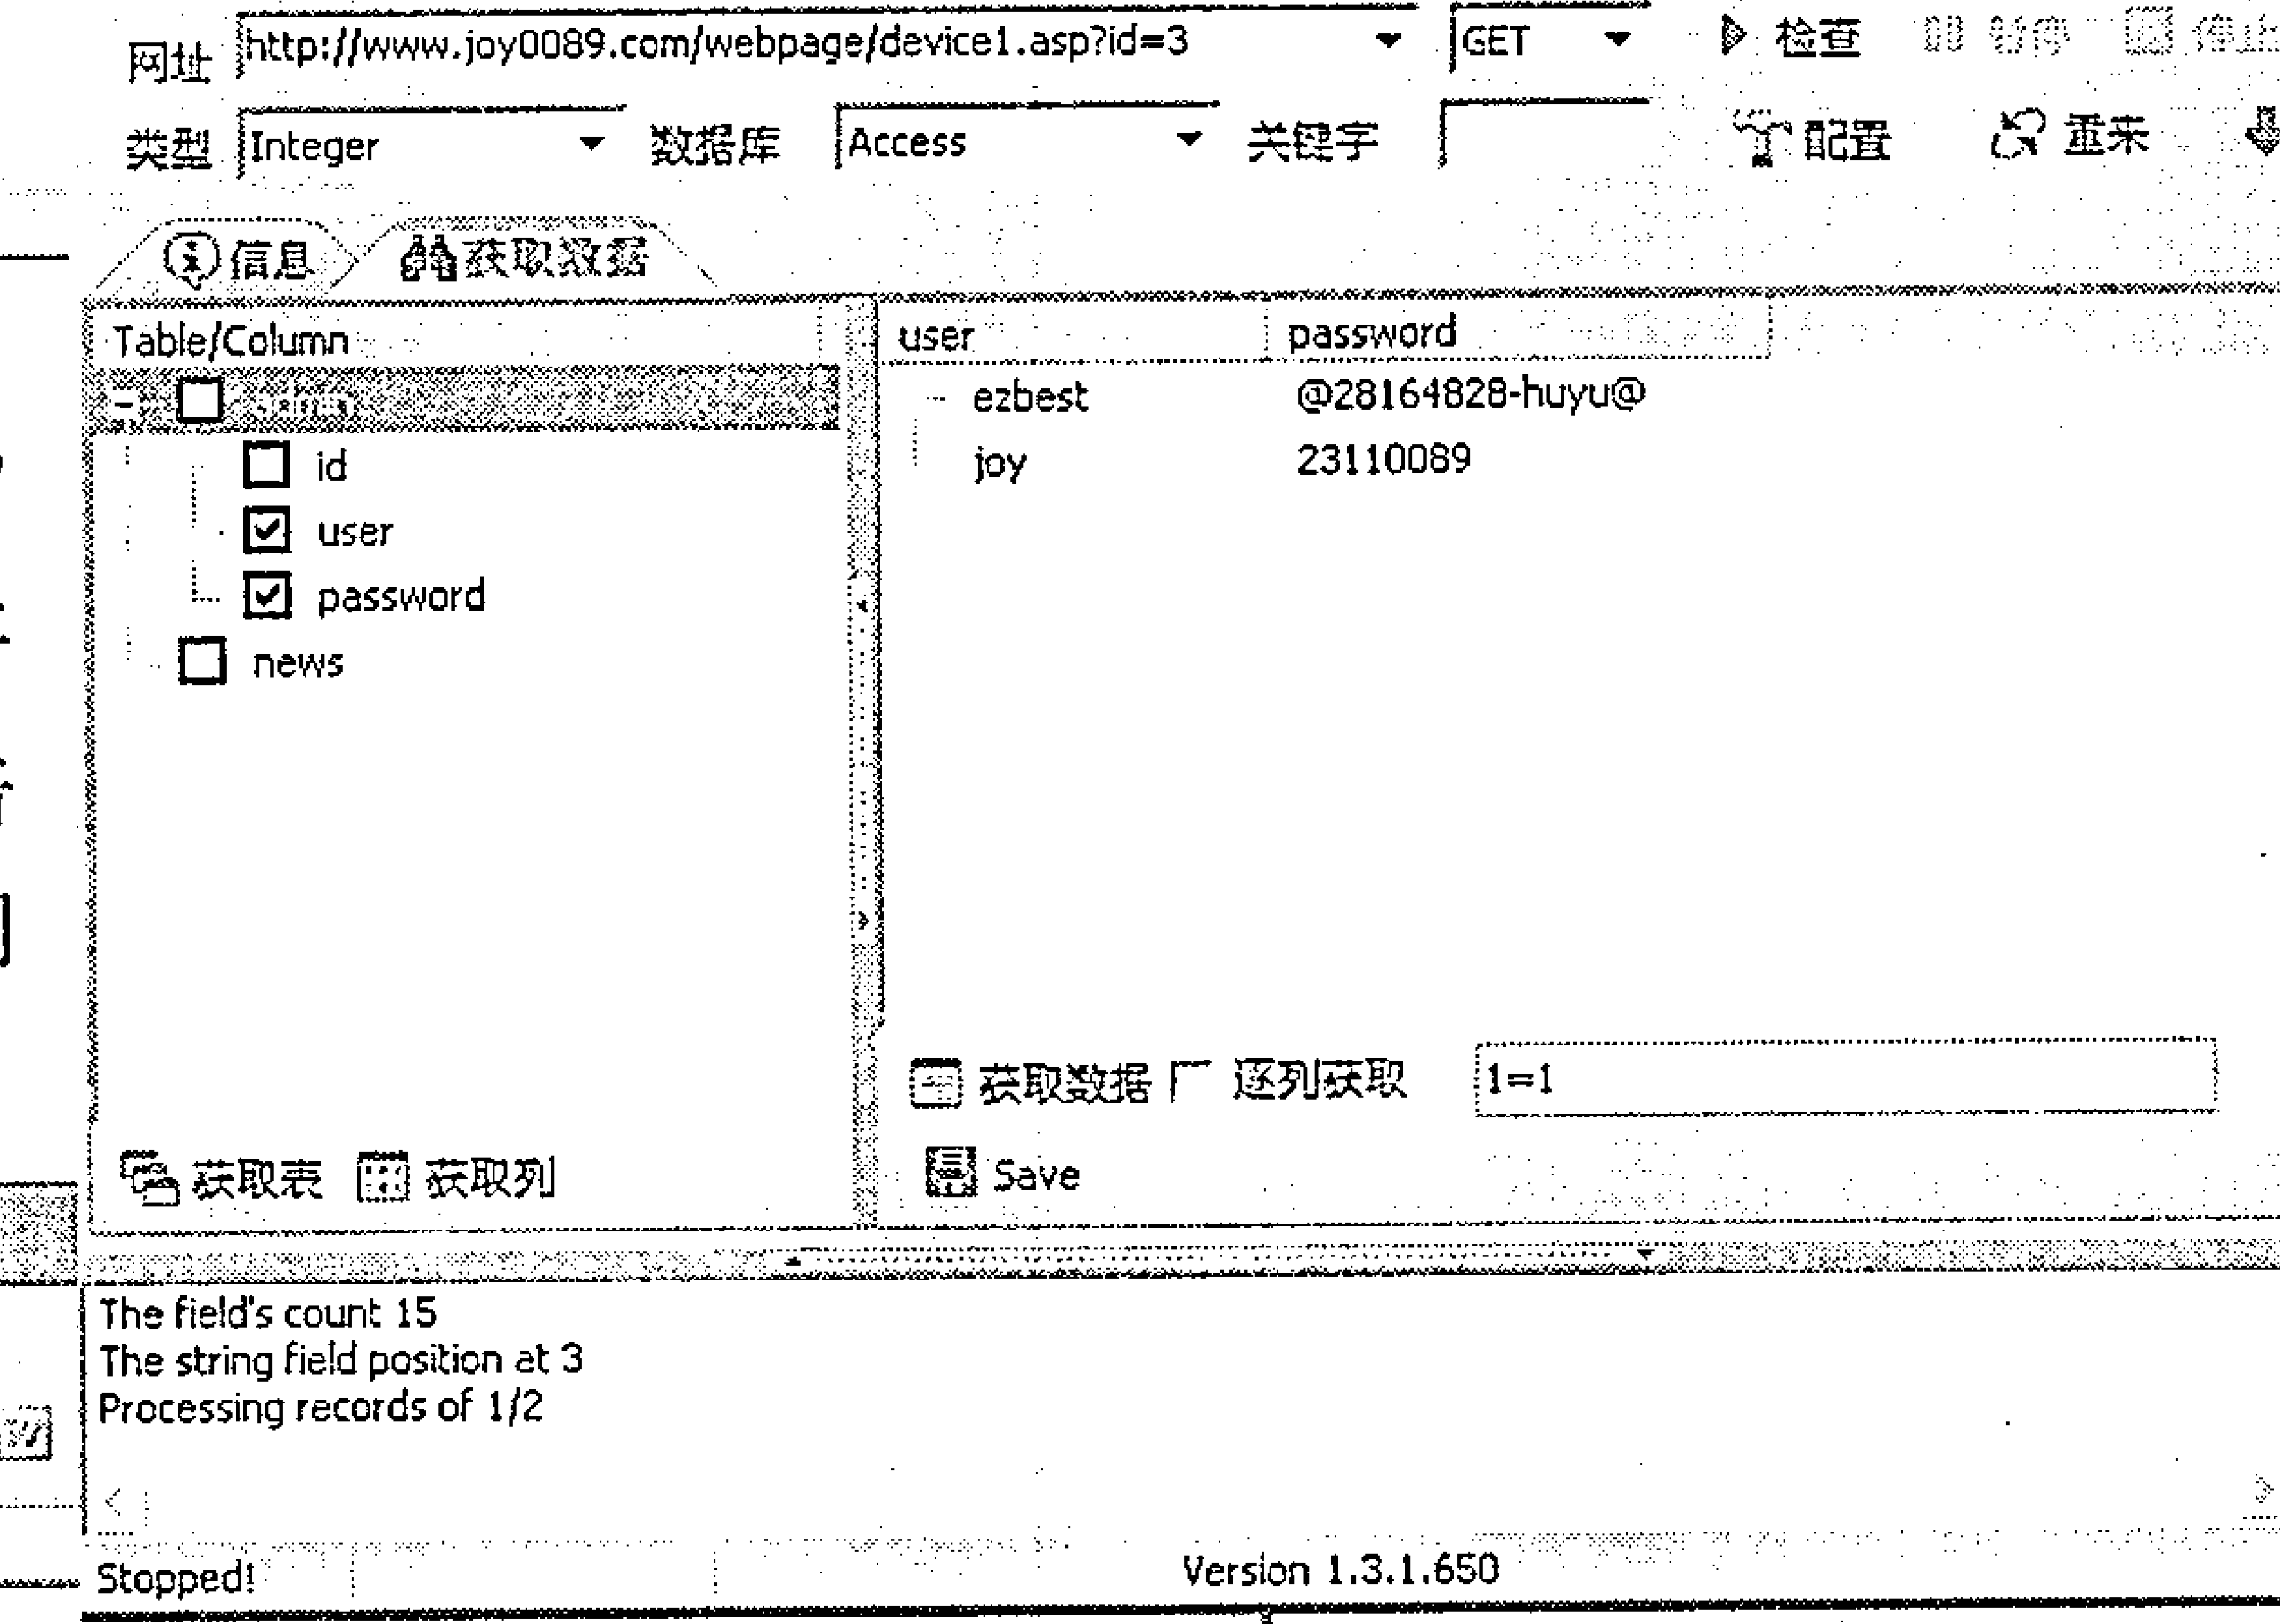 网址 http://www.joy0089.com/webpage/device1.asp?id=3 GET 检查 暂停 停止
类型 Integer 数据库 Access 关键字 配置 重来
信息 获取数据
Table/Column user password
ezbest @28164828-huyu@
id joy 23110089
user
password
news
获取数据 逐列获取 1=1
获取表 获取列 Save
The field's count 15
The string field position at 3
Processing records of 1/2
Stopped! Version 1.3.1.650